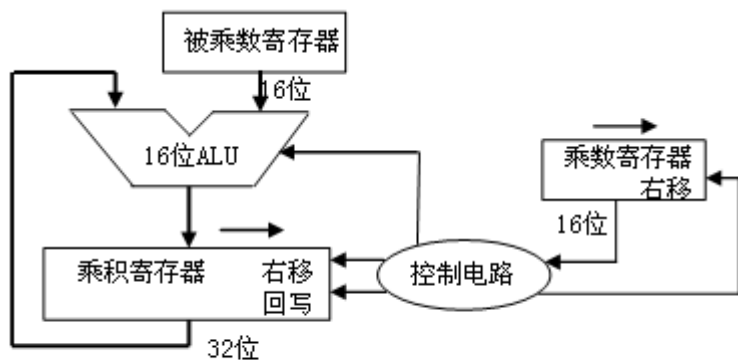 被乘数寄存器
16位
16位ALU
乘数寄存器
右移
16位
乘积寄存器
右移
回写
控制电路
32位